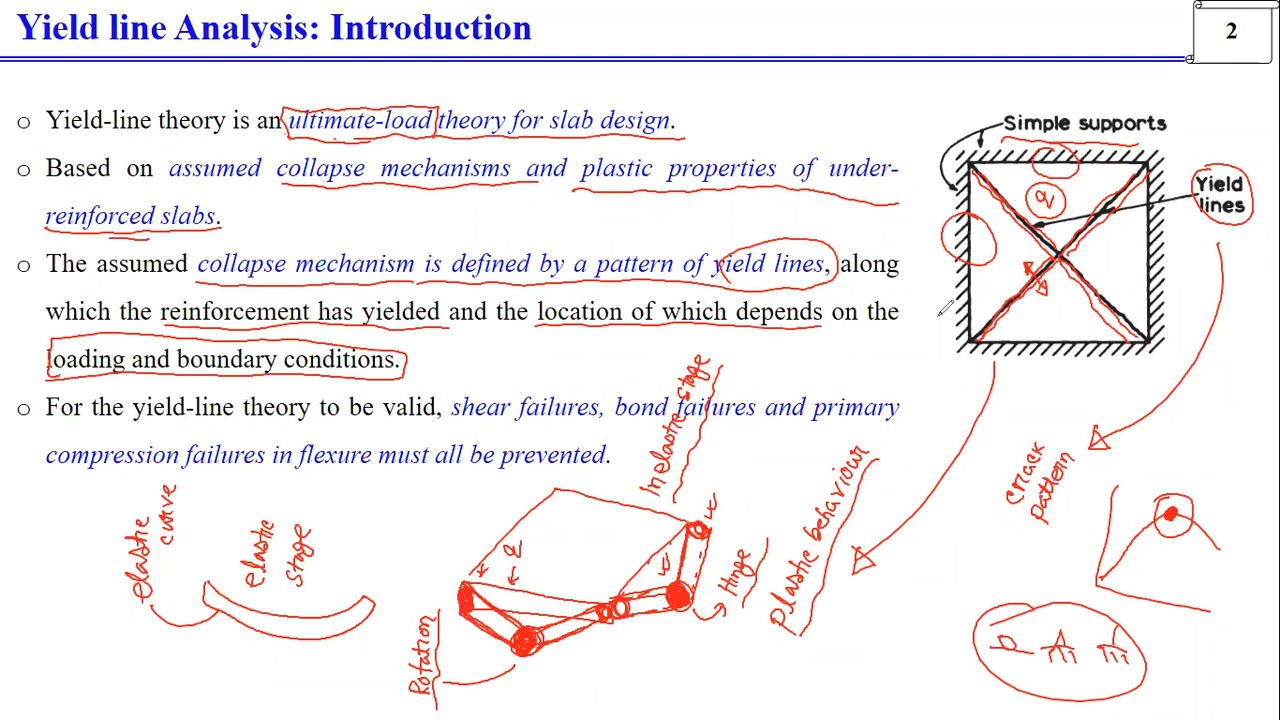 Yield line Analysis: Introduction
2
o Yield-line theory is an ultimate-load theory for slab design.
o Based on assumed collapse mechanisms and plastic properties of under-
reinforced slabs.
o The assumed collapse mechanism is defined by a pattern of yield lines, along
which the reinforcement has yielded and the location of which depends on the
loading and boundary conditions.
o For the yield-line theory to be valid, shear failures, bond failures and primary
compression failures in flexure must all be prevented.
Simple supports
Yield
lines
q
elastic
curve
elastic
stage
Rotation
q
Inelastic stage
Hinge
Plastic behaviour
crack
pattern